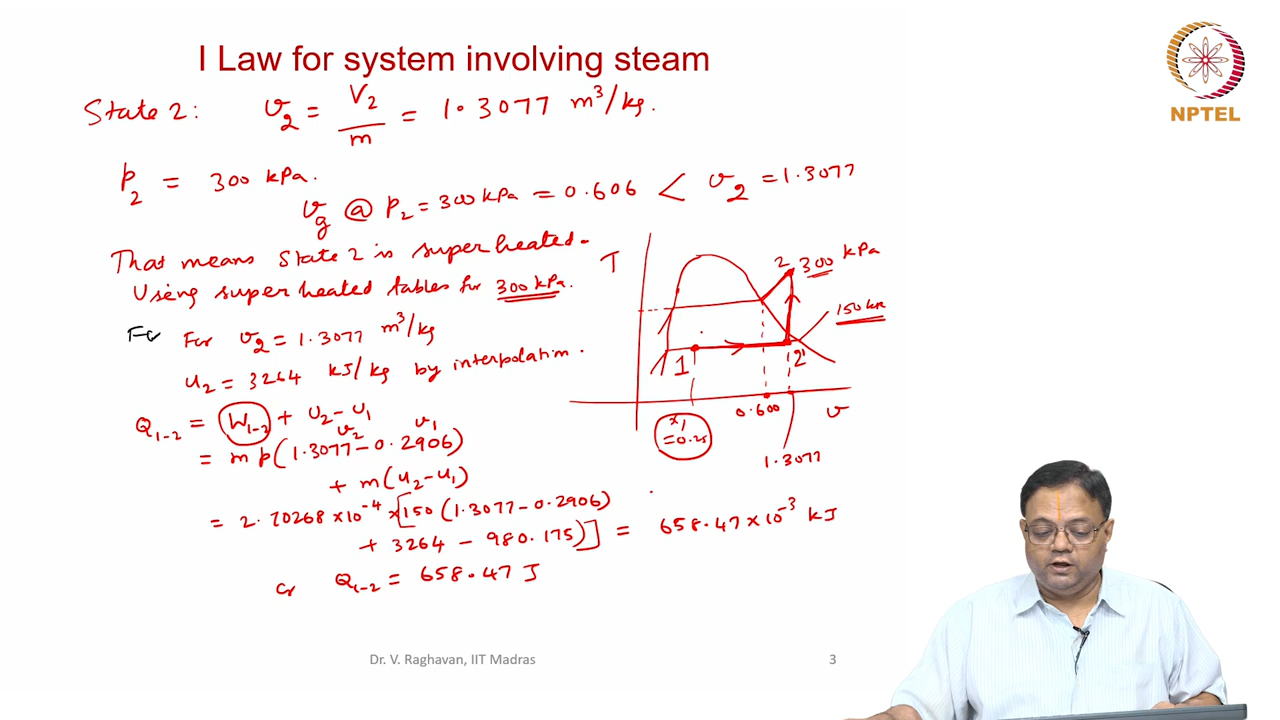 I Law for system involving steam
NPTEL
State 2: v₂ = V₂/m = 1.3077 m³/kg.
p₂ = 300 kPa.
v_g @ p₂ = 300 kPa = 0.606 < v₂ = 1.3077
That means State 2 is superheated.
Using superheated tables for 300 kPa.
For v₂ = 1.3077 m³/kg
u₂ = 3264 kJ/kg by interpolation.
Q₁₋₂ = W₁₋₂ + U₂ - U₁
v₂ v₁
= m p (1.3077 - 0.2906)
+ m(u₂ - u₁)
= 2.70268 × 10⁻⁴ × [150 (1.3077 - 0.2906)
+ 3264 - 980.175)] = 658.47 × 10⁻³ kJ
or Q₁₋₂ = 658.47 J
T
2 300 kPa
150 kPa
1
2'
0.600
v
x₁
= 0.25
1.3077
Dr. V. Raghavan, IIT Madras
3